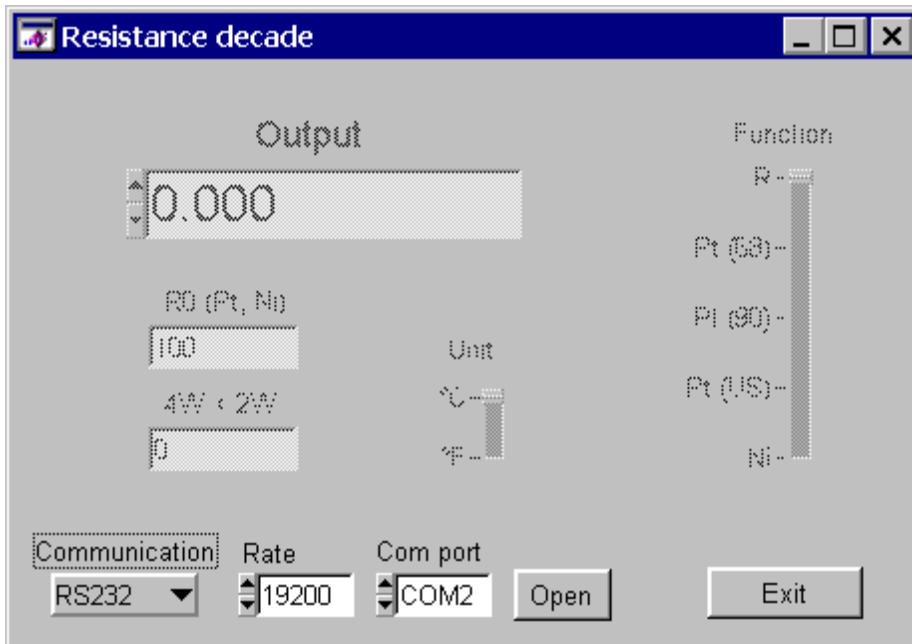 Resistance decade
Output
0.000
Function
R
Pt (68)
Pt (90)
Pt (US)
Ni
R0 (Pt, Ni)
100
4W < 2W
0
Unit
°C
°F
Communication
RS232
Rate
19200
Com port
COM2
Open
Exit